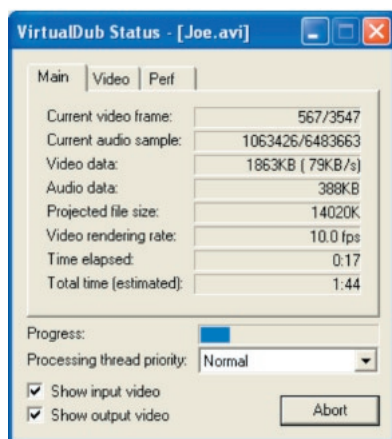 VirtualDub Status - [Joe.avi]
Main Video Perf
Current video frame: 567/3547
Current audio sample: 1063426/6483663
Video data: 1863KB ( 79KB/s)
Audio data: 388KB
Projected file size: 14020K
Video rendering rate: 10.0 fps
Time elapsed: 0:17
Total time (estimated): 1:44
Progress:
Processing thread priority: Normal
Show input video
Show output video
Abort